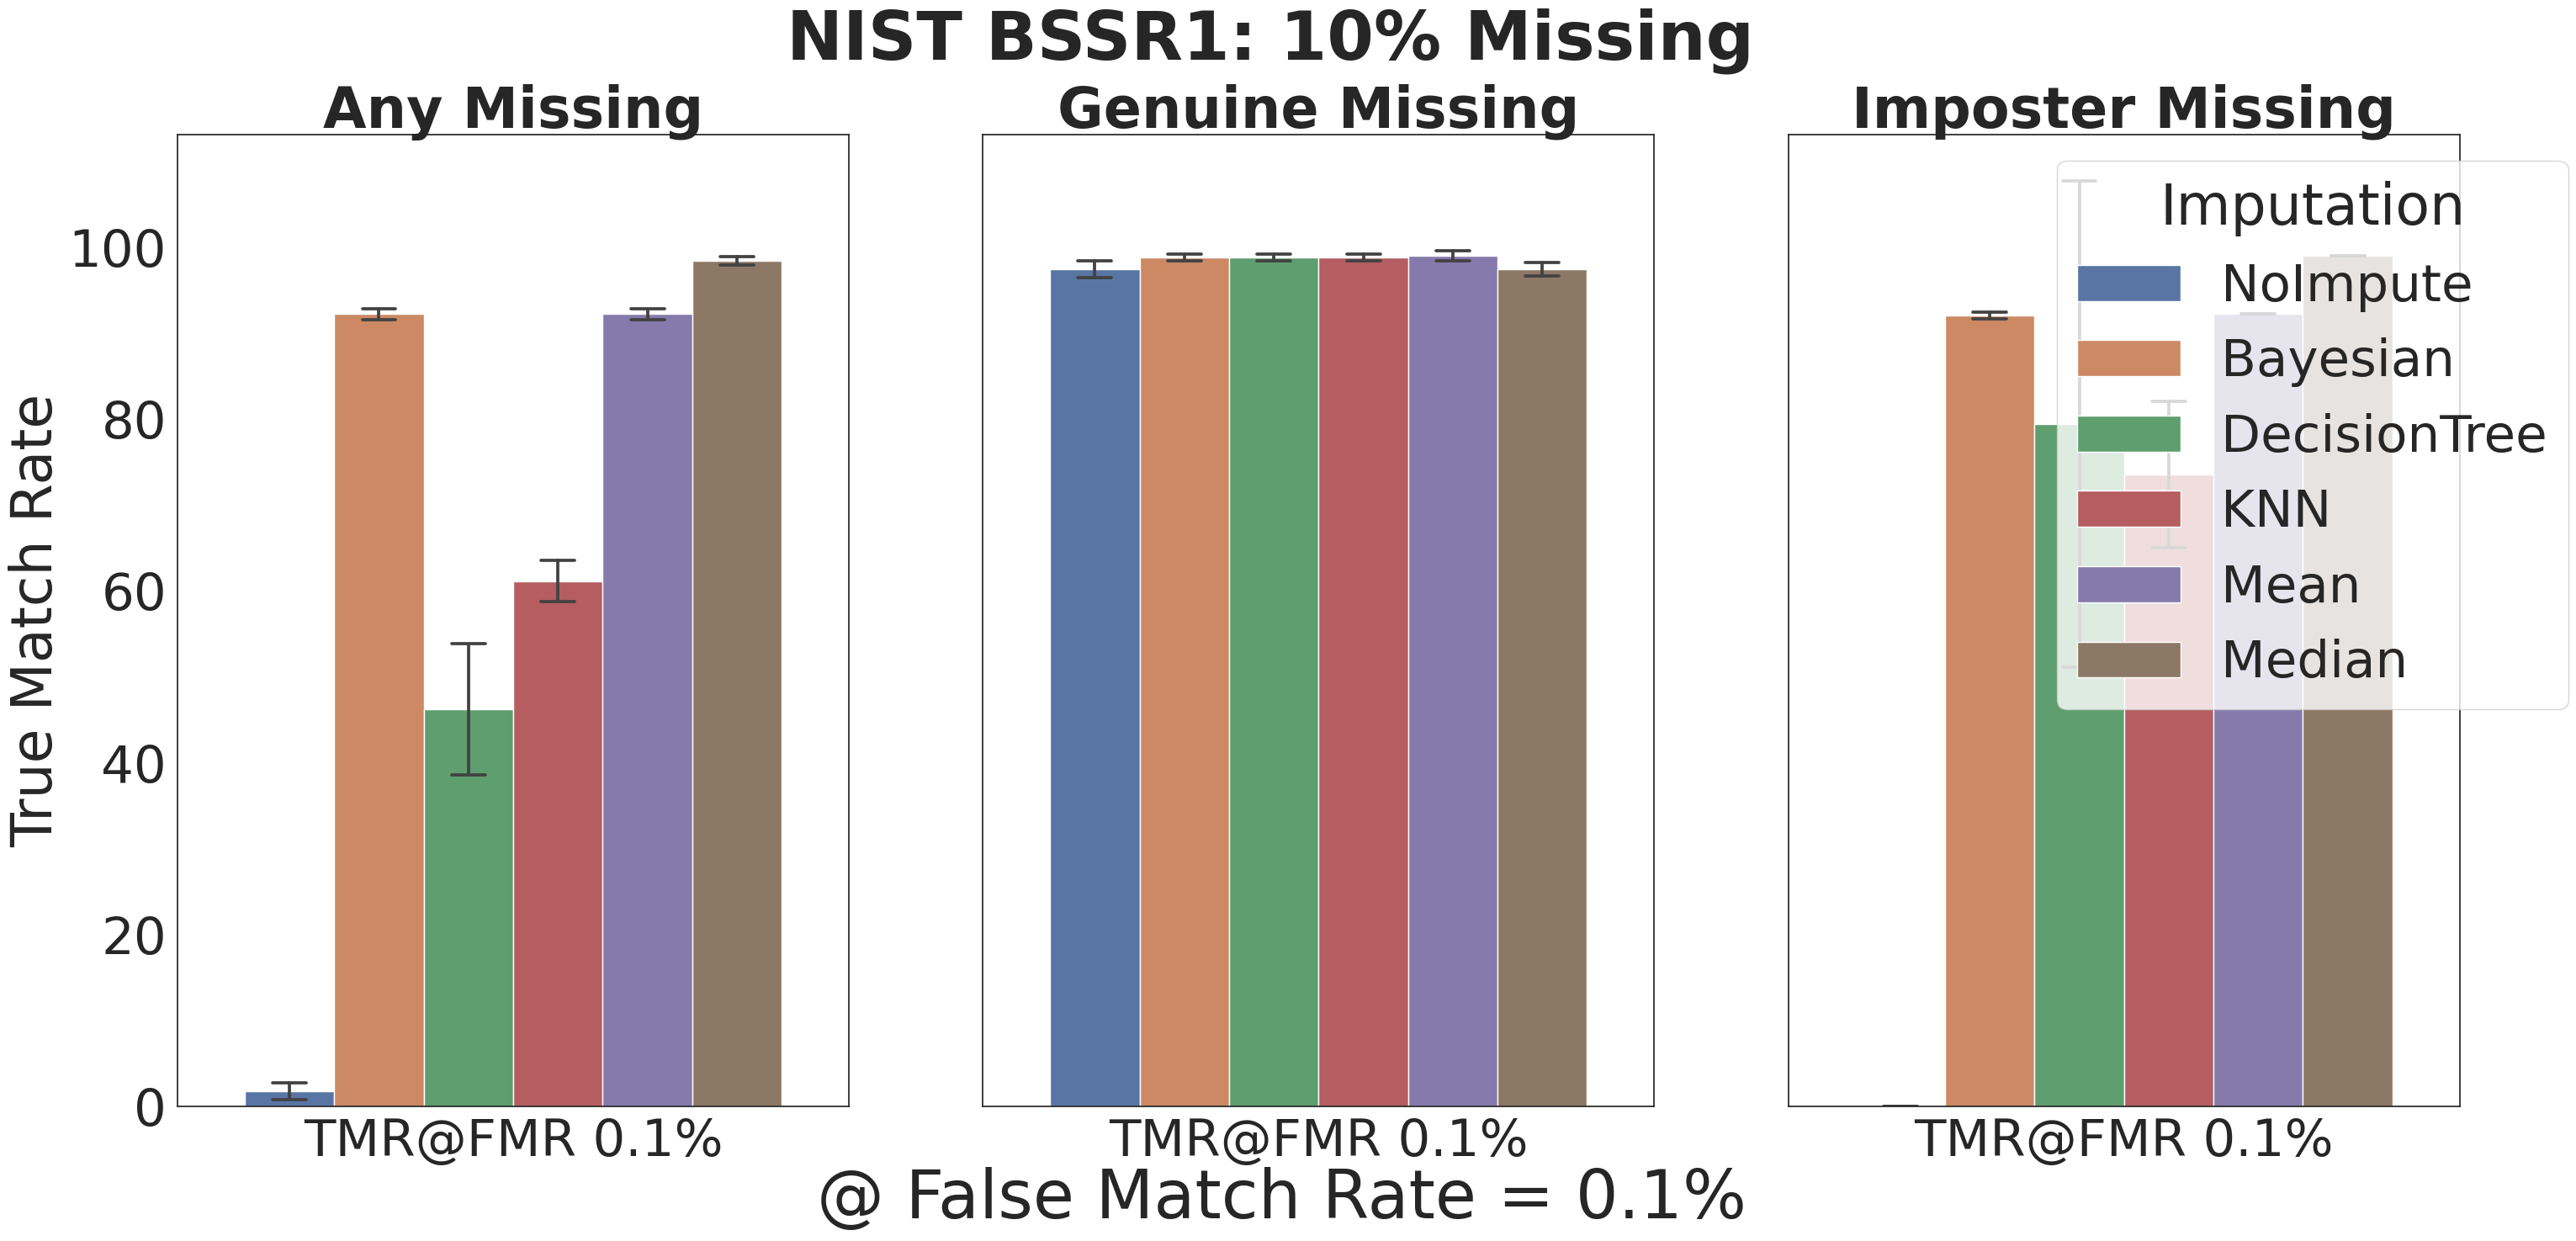 NIST BSSR1: 10% Missing
Any Missing
Genuine Missing
Imposter Missing
True Match Rate
100
80
60
40
20
0
TMR@FMR 0.1%
TMR@FMR 0.1%
TMR@FMR 0.1%
Imputation
NoImpute
Bayesian
DecisionTree
KNN
Mean
Median
@ False Match Rate = 0.1%